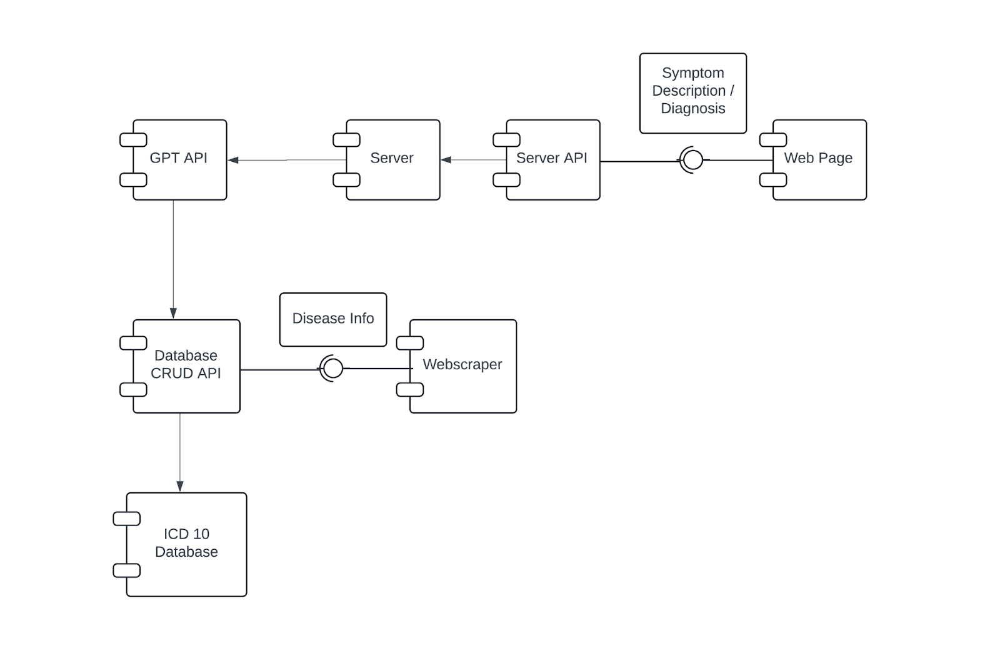 Symptom
Description /
Diagnosis
GPT API
Server
Server API
Web Page
Disease Info
Database
CRUD API
Webscraper
ICD 10
Database